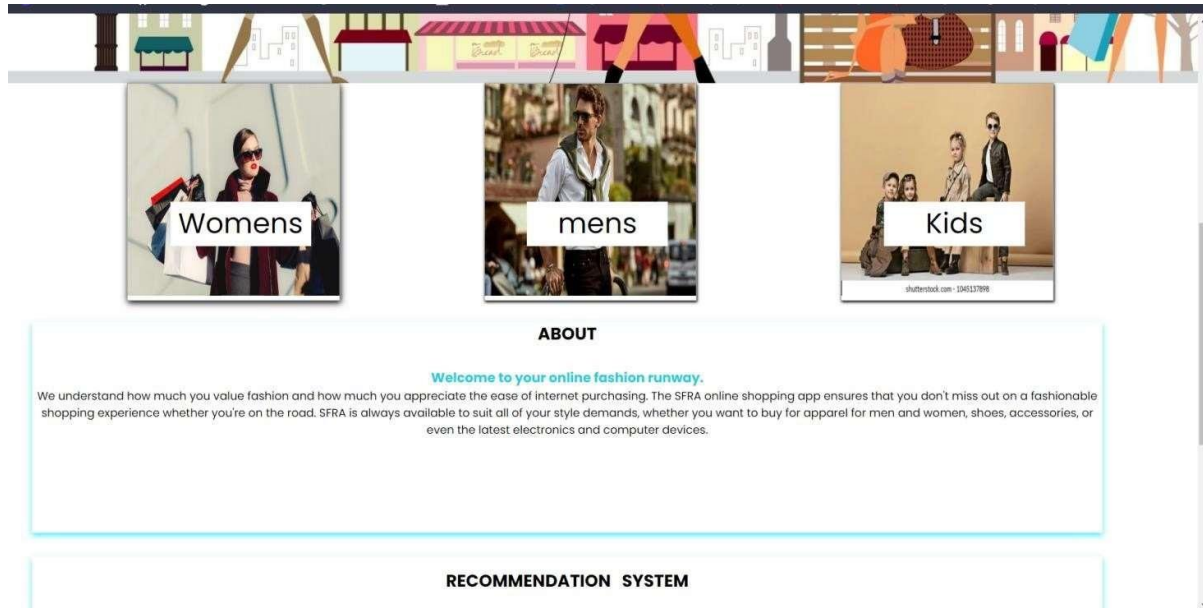 Bread
Bread
Womens
mens
Kids
shutterstock.com · 1045137898
ABOUT
Welcome to your online fashion runway.
We understand how much you value fashion and how much you appreciate the ease of internet purchasing. The SFRA online shopping app ensures that you don't miss out on a fashionable
shopping experience whether you're on the road. SFRA is always available to suit all of your style demands, whether you want to buy for apparel for men and women, shoes, accessories, or
even the latest electronics and computer devices.
RECOMMENDATION SYSTEM